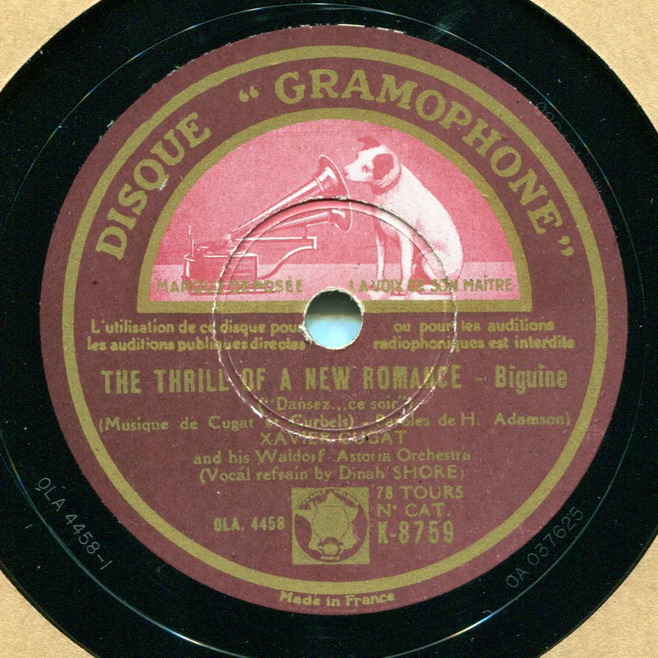 DISQUE “ GRAMOPHONE ”
LA VOIX DE SON MAÎTRE
L'utilisation de ce disque pour ou pour les auditions
les auditions publiques directes radiophoniques est interdite
THE THRILL OF A NEW ROMANCE - Biguine
"Dansez...ce soir"
(Musique de Cugat et Curbels) Paroles de H. Adamson)
XAVIER CUGAT
and his Waldorf Astoria Orchestra
(Vocal refrain by Dinah SHORE)
78 TOURS
OLA. 4458
N° CAT.
K-8759
Made in France
OLA 4458-1
OA 037625